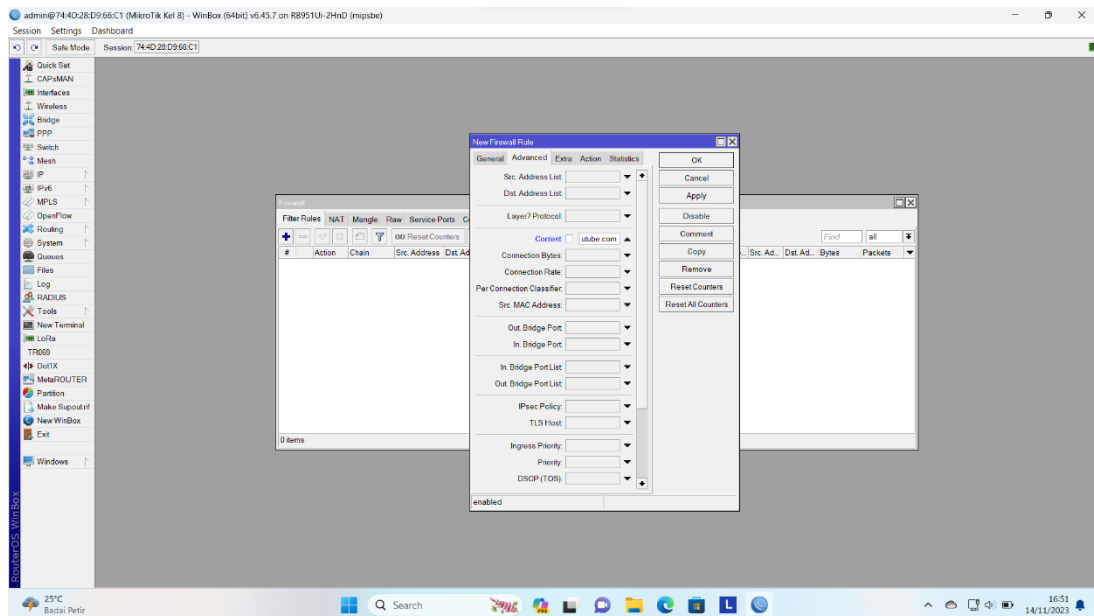 admin@74:4D:28:D9:66:C1 (MikroTik Kel 8) - WinBox (64bit) v6.45.7 on RB951Ui-2HnD (mipsbe)
Session Settings Dashboard
Safe Mode Session: 74:4D:28:D9:66:C1
Quick Set
CAPsMAN
Interfaces
Wireless
Bridge
PPP
Switch
Mesh
IP
IPv6
MPLS
OpenFlow
Routing
System
Queues
Files
Log
RADIUS
Tools
New Terminal
LoRa
TR069
Dot1X
MetaROUTER
Partition
Make Supout.rif
New WinBox
Exit
Windows
RouterOS WinBox
Firewall
Filter Rules NAT Mangle Raw Service Ports
00 Reset Counters
Find all
# Action Chain Src. Address Dst. Ad
Src. Ad... Dst. Ad... Bytes Packets
0 items
New Firewall Rule
General Advanced Extra Action Statistics
Src. Address List:
Dst. Address List:
Layer7 Protocol:
Content: utube.com
Connection Bytes:
Connection Rate:
Per Connection Classifier:
Src. MAC Address:
Out. Bridge Port:
In. Bridge Port:
In. Bridge Port List:
Out. Bridge Port List:
IPsec Policy:
TLS Host:
Ingress Priority:
Priority:
DSCP (TOS):
enabled
OK
Cancel
Apply
Disable
Comment
Copy
Remove
Reset Counters
Reset All Counters
25°C
Badai Petir
Search
16:51
14/11/2023